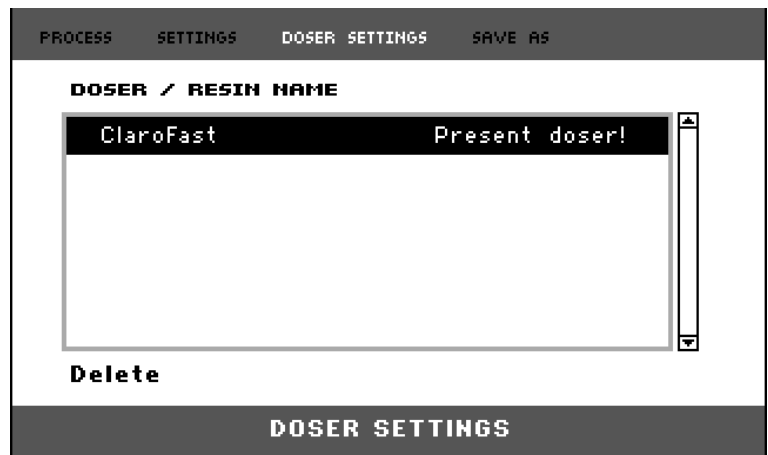 PROCESS SETTINGS DOSER SETTINGS SAVE AS
DOSER / RESIN NAME
ClaroFast Present doser!
Delete
DOSER SETTINGS